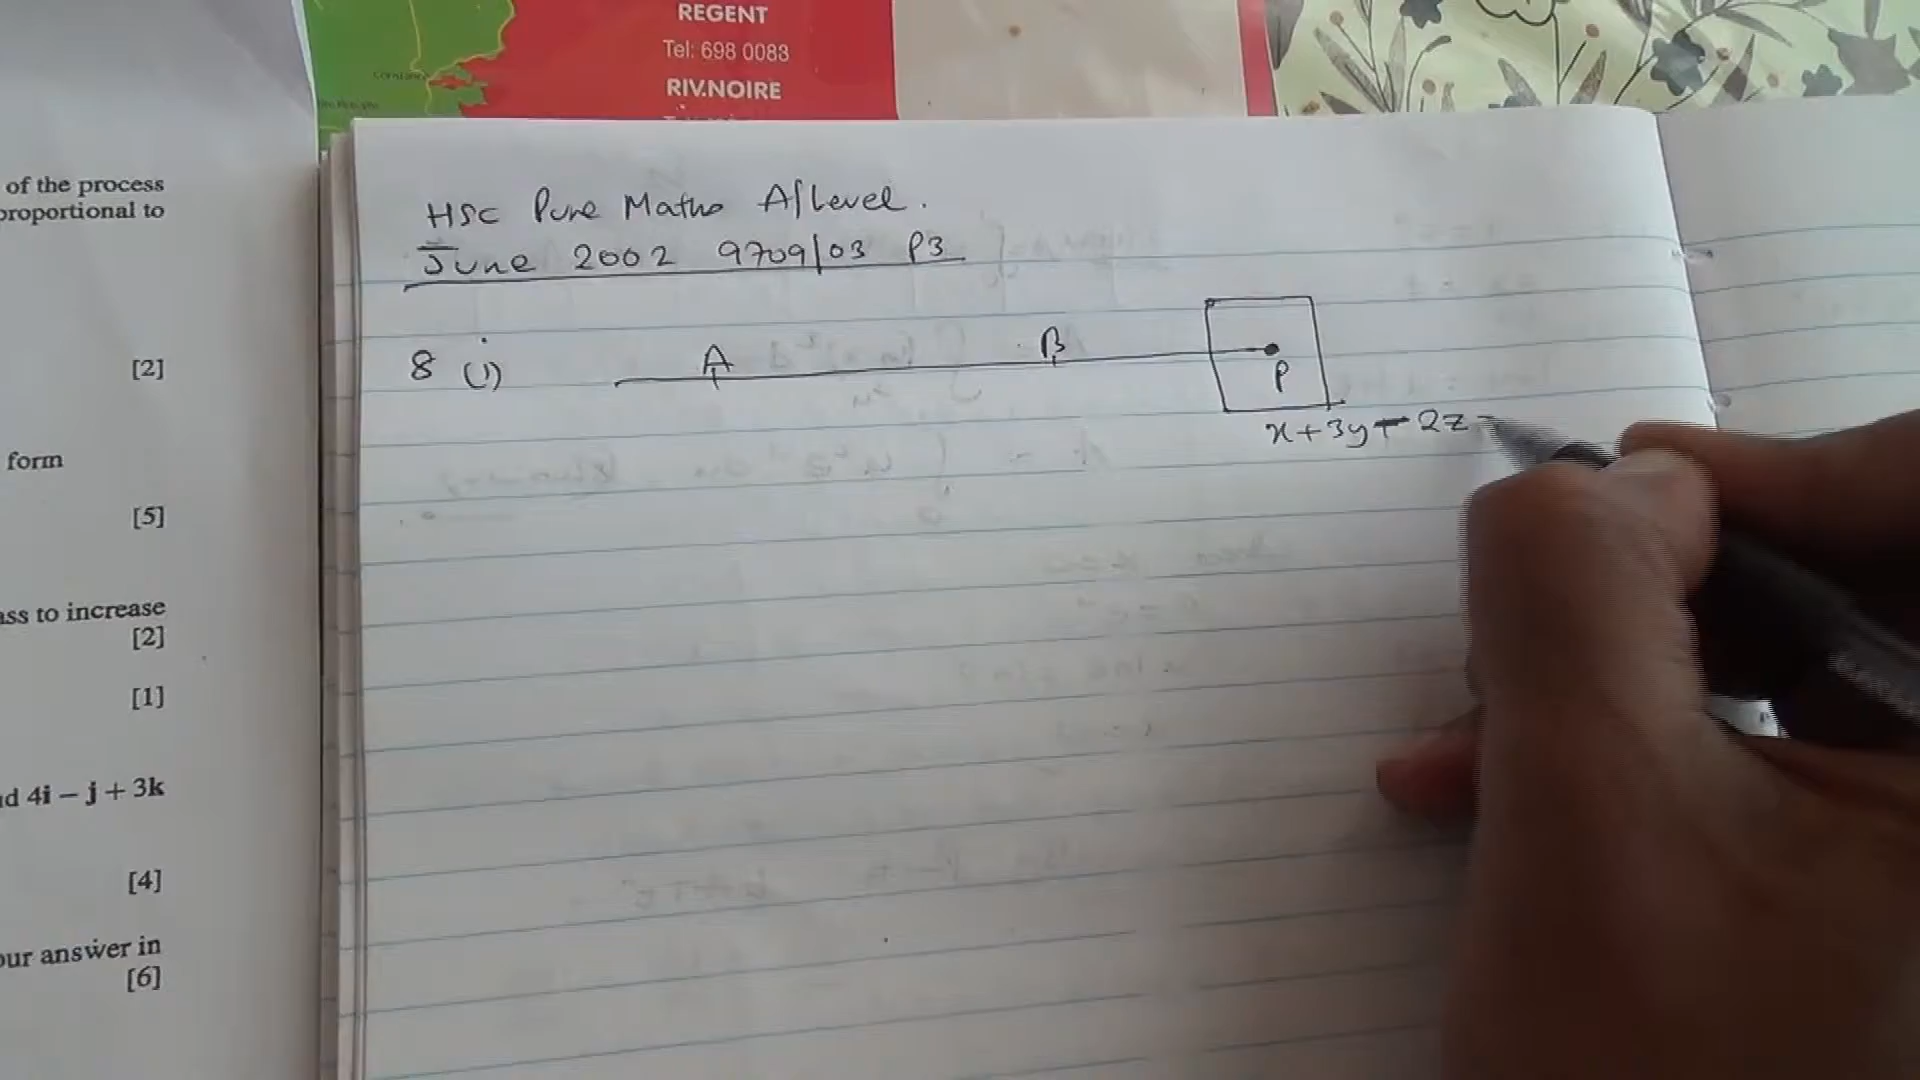 REGENT
Tel: 698 0083
RIV.NOIRE
Constance
of the process
proportional to
[2]
form
[5]
ass to increase
[2]
[1]
nd 4i – j + 3k
[4]
our answer in
[6]
HSC Pure Maths A/Level.
June 2002 9709/03 P3
8 (i) A B P
x+3y-2z